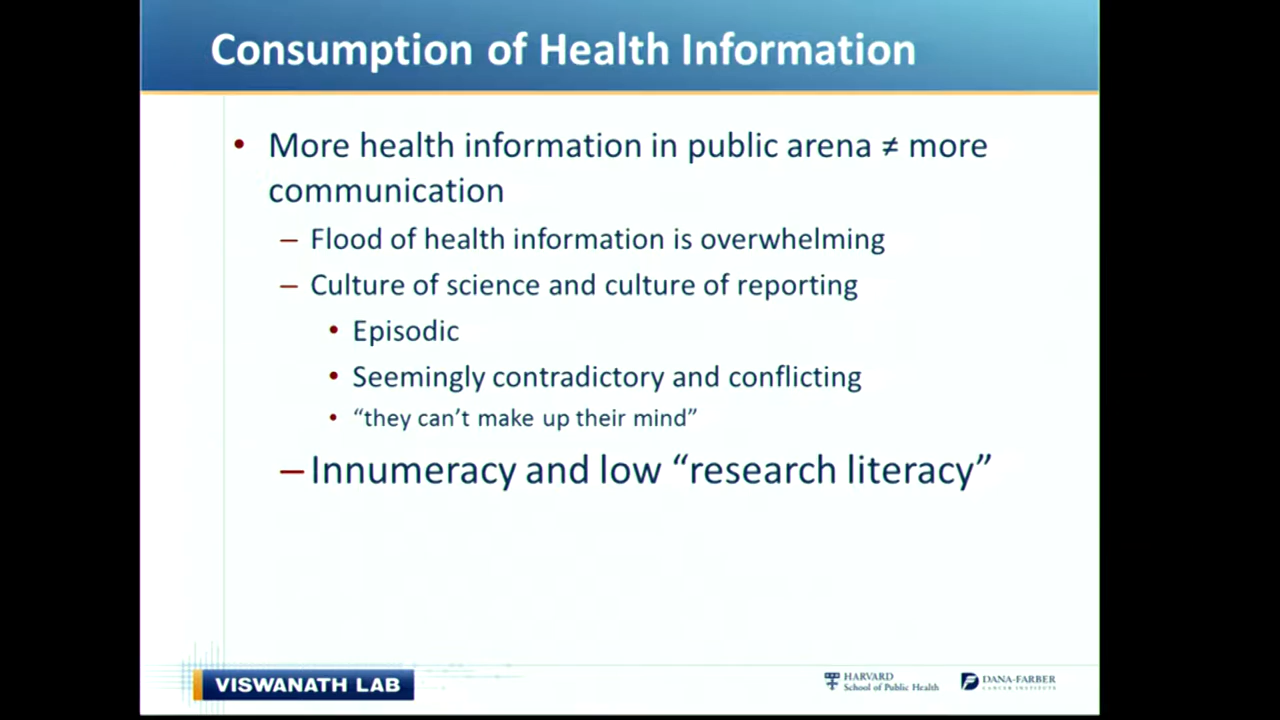 Consumption of Health Information
• More health information in public arena ≠ more
communication
– Flood of health information is overwhelming
– Culture of science and culture of reporting
• Episodic
• Seemingly contradictory and conflicting
• “they can’t make up their mind”
– Innumeracy and low “research literacy”
VISWANATH LAB
HARVARD
School of Public Health
DANA-FARBER
CANCER INSTITUTE